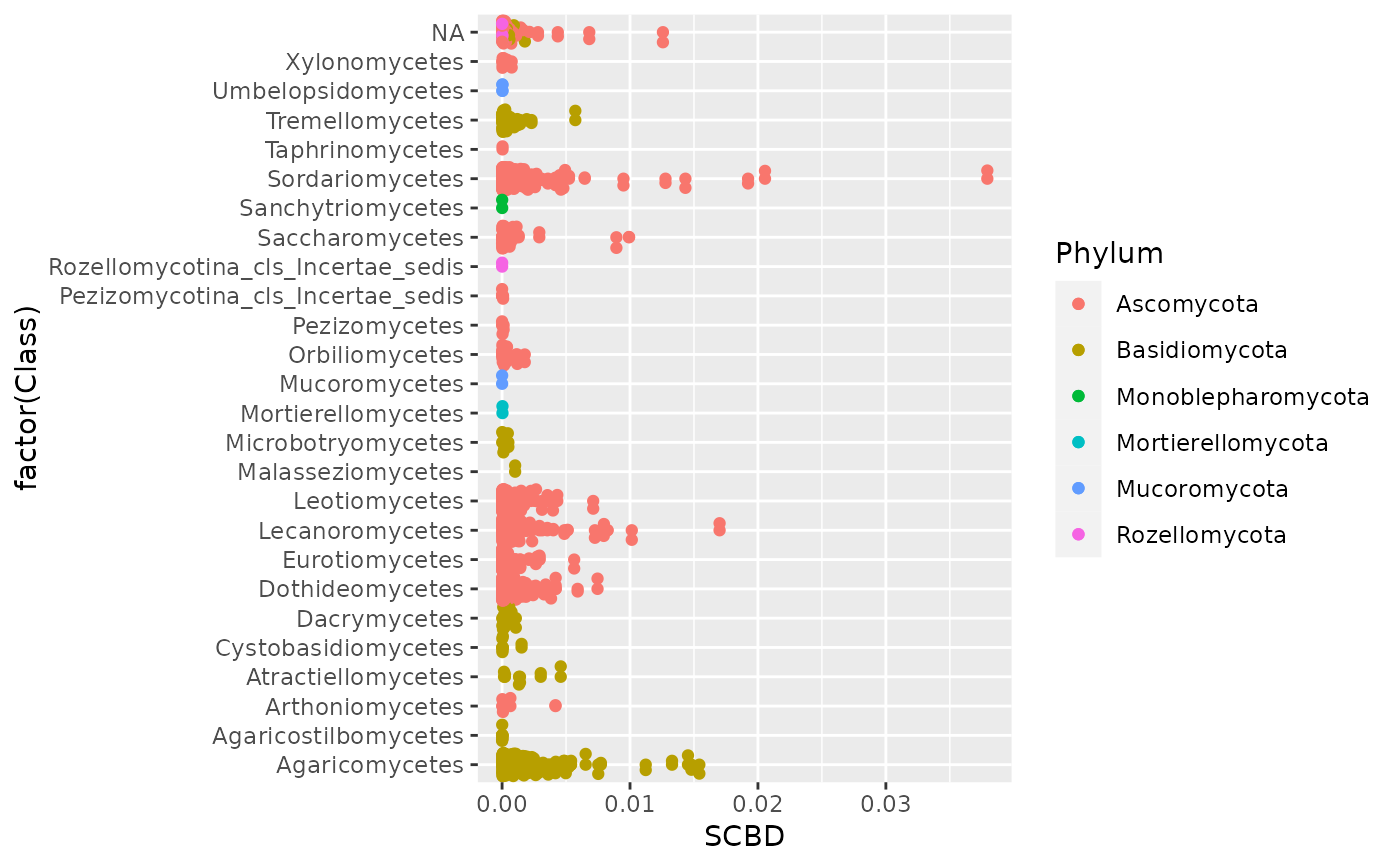 NA
Xylonomycetes
Umbelopsidomycetes
Tremellomycetes
Taphrinomycetes
Sordariomycetes
Sanchytriomycetes
Saccharomycetes
Rozellomycotina_cls_Incertae_sedis
Pezizomycotina_cls_Incertae_sedis
Pezizomycetes
Orbiliomycetes
Mucoromycetes
Mortierellomycetes
Microbotryomycetes
Malasseziomycetes
Leotiomycetes
Lecanoromycetes
Eurotiomycetes
Dothideomycetes
Dacrymycetes
Cystobasidiomycetes
Atractiellomycetes
Arthoniomycetes
Agaricostilbomycetes
Agaricomycetes
factor(Class)
0.00 0.01 0.02 0.03
SCBD
Phylum
Ascomycota
Basidiomycota
Monoblepharomycota
Mortierellomycota
Mucoromycota
Rozellomycota